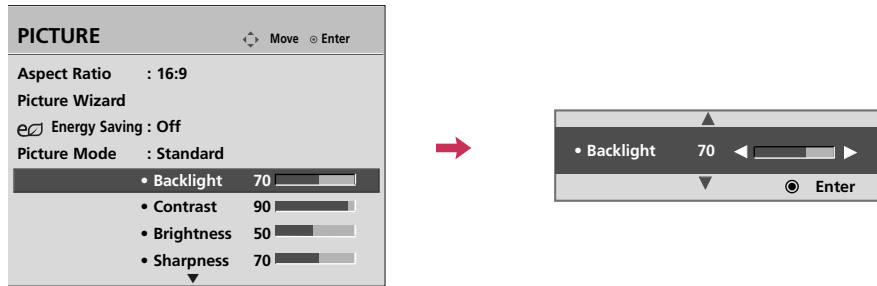 PICTURE
Move Enter
Aspect Ratio : 16:9
Picture Wizard
Energy Saving : Off
Picture Mode : Standard
• Backlight 70
• Contrast 90
• Brightness 50
• Sharpness 70
• Backlight 70
Enter